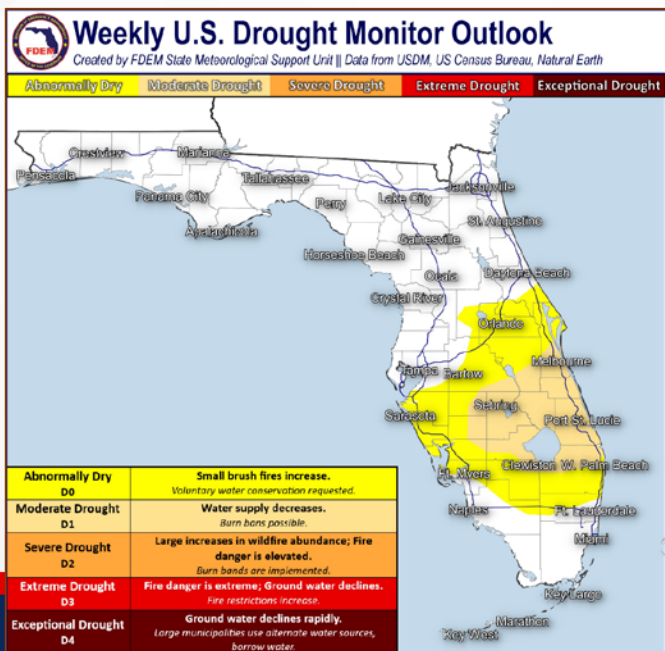 Weekly U.S. Drought Monitor Outlook
Created by FDEM State Meteorological Support Unit || Data from USDM, US Census Bureau, Natural Earth
FDEM
Abnormally Dry Moderate Drought Severe Drought Extreme Drought Exceptional Drought
Crestview
Marianna
Pensacola
Tallahassee
Jacksonville
Panama City
Lake City
Perry
Apalachicola
St. Augustine
Gainesville
Horseshoe Beach
Ocala
Daytona Beach
Crystal River
Orlando
Melbourne
Tampa
Bartow
Sebring
Sarasota
Port St. Lucie
Ft. Myers
Clewiston
W. Palm Beach
Naples
Ft. Lauderdale
Miami
Key Largo
Marathon
Key West
Abnormally Dry
D0
Small brush fires increase.
Voluntary water conservation requested.
Moderate Drought
D1
Water supply decreases.
Burn bans possible.
Severe Drought
D2
Large increases in wildfire abundance; Fire
danger is elevated.
Burn bands are implemented.
Extreme Drought
D3
Fire danger is extreme; Ground water declines.
Fire restrictions increase.
Exceptional Drought
D4
Ground water declines rapidly.
Large municipalities use alternate water sources,
borrow water.